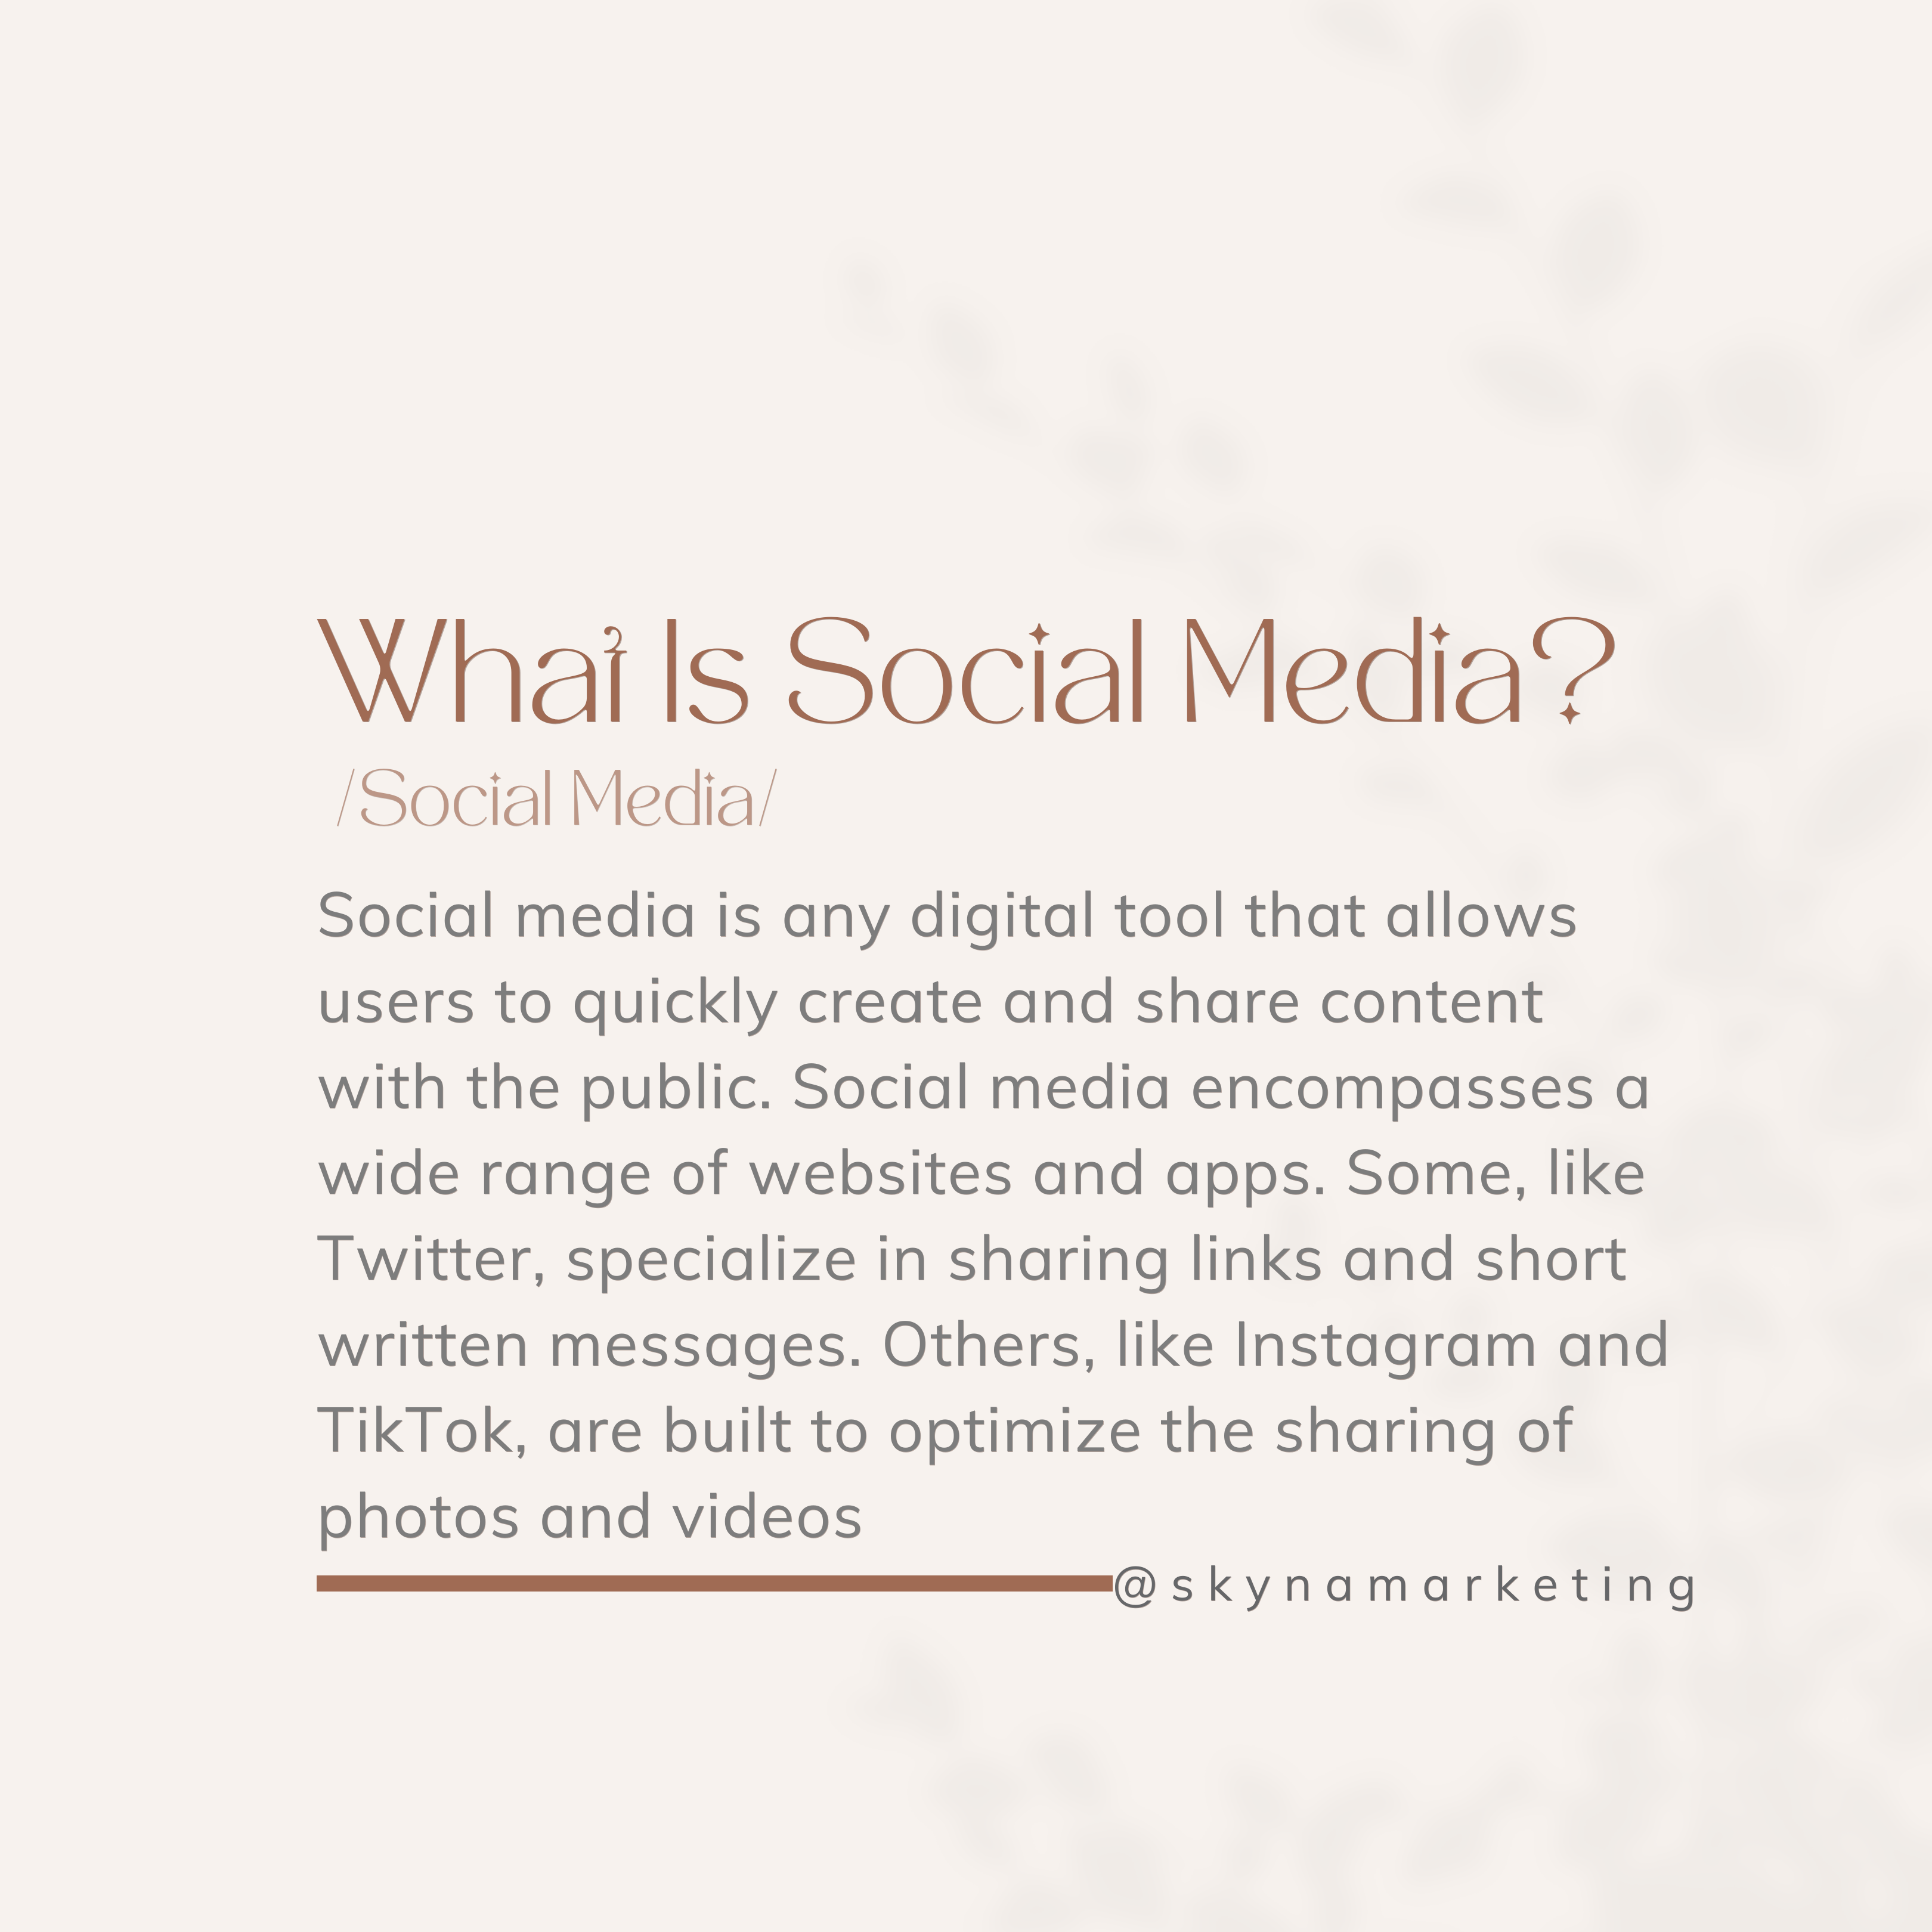 What Is Social Media?
/Social Media/
Social media is any digital tool that allows
users to quickly create and share content
with the public. Social media encompasses a
wide range of websites and apps. Some, like
Twitter, specialize in sharing links and short
written messages. Others, like Instagram and
TikTok, are built to optimize the sharing of
photos and videos
@skynamarketing